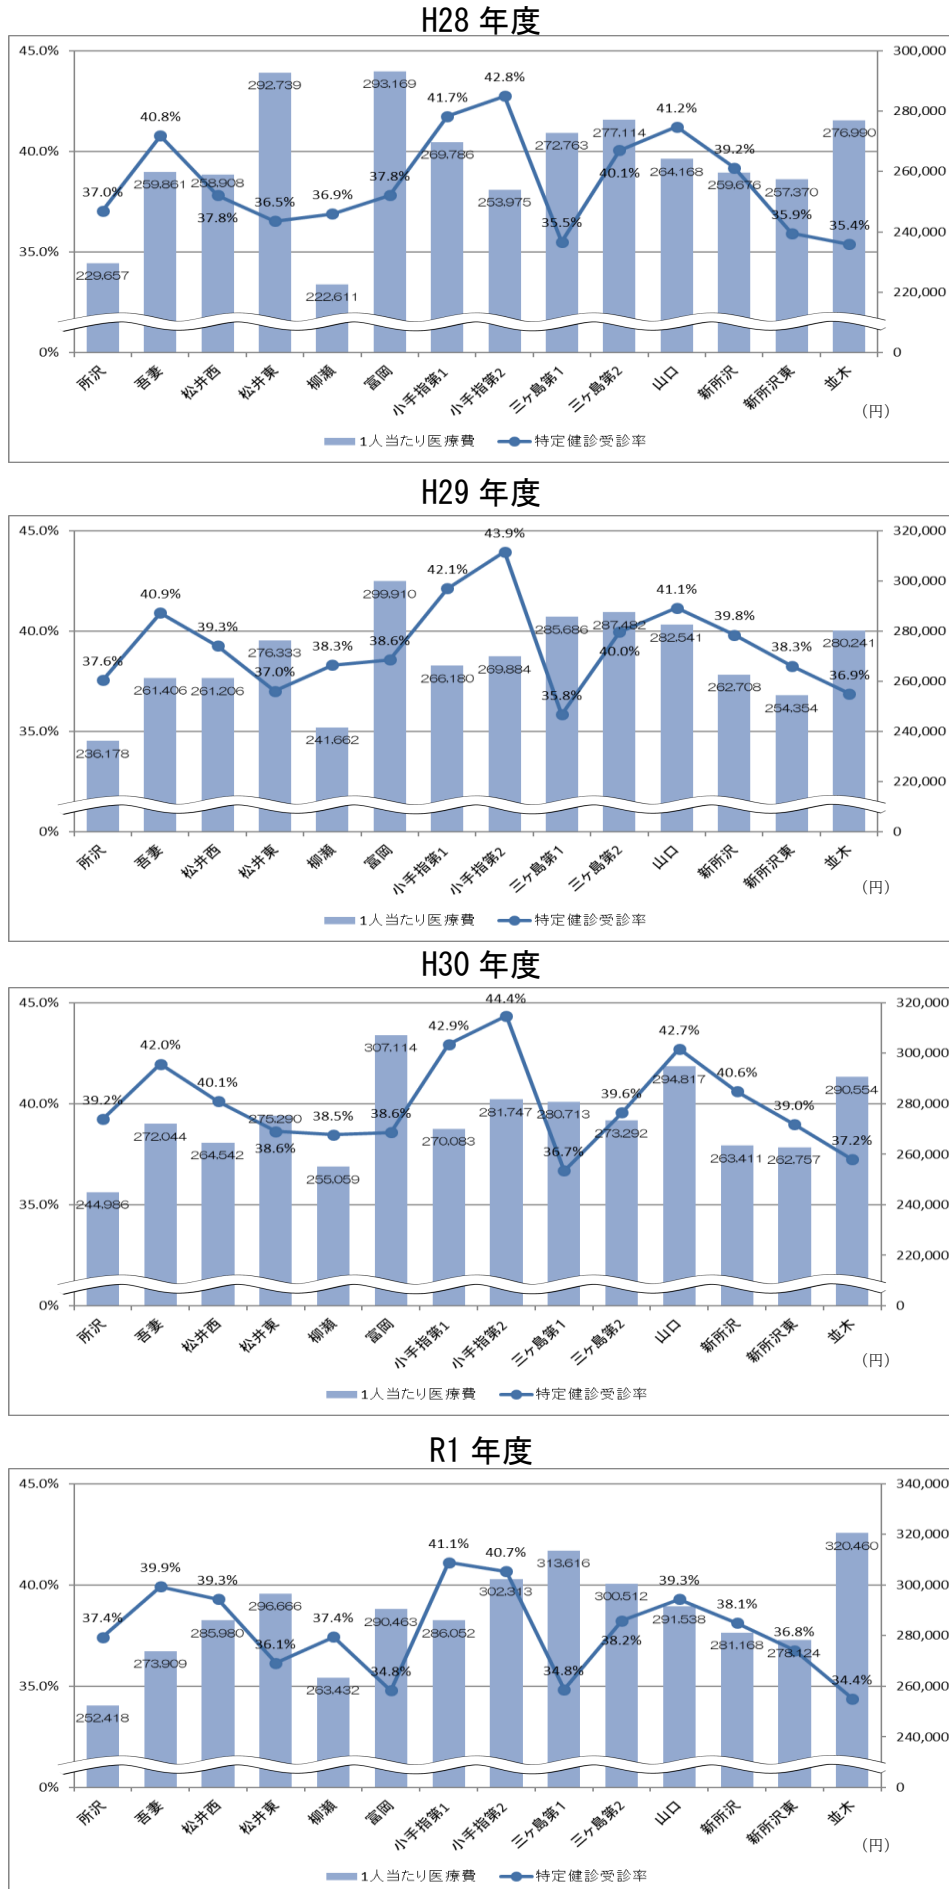 H28 年度
45.0%
40.0%
35.0%
0%
300,000
280,000
260,000
240,000
220,000
0
37.0%
40.8%
37.8%
36.5%
36.9%
37.8%
41.7%
42.8%
35.5%
40.1%
41.2%
39.2%
35.9%
35.4%
229,657
259,861
258,908
292,739
222,611
293,169
269,786
253,975
272,763
277,114
264,168
259,676
257,370
276,990
所沢
吾妻
松井西
松井東
柳瀬
富岡
小手指第1
小手指第2
三ケ島第1
三ケ島第2
山口
新所沢
新所沢東
並木
(円)
1人当たり医療費 特定健診受診率
H29 年度
45.0%
40.0%
35.0%
0%
320,000
300,000
280,000
260,000
240,000
220,000
0
37.6%
40.9%
39.3%
37.0%
38.3%
38.6%
42.1%
43.9%
35.8%
40.0%
41.1%
39.8%
38.3%
36.9%
236,178
261,406
261,206
276,333
241,662
299,910
266,180
269,884
285,686
287,482
282,541
262,708
254,354
280,241
所沢
吾妻
松井西
松井東
柳瀬
富岡
小手指第1
小手指第2
三ケ島第1
三ケ島第2
山口
新所沢
新所沢東
並木
(円)
1人当たり医療費 特定健診受診率
H30 年度
45.0%
40.0%
35.0%
0%
320,000
300,000
280,000
260,000
240,000
220,000
0
39.2%
42.0%
40.1%
38.6%
38.5%
38.6%
42.9%
44.4%
36.7%
39.6%
42.7%
40.6%
39.0%
37.2%
244,986
272,044
264,542
275,290
255,059
307,114
270,083
281,747
280,713
273,292
294,817
263,411
262,757
290,554
所沢
吾妻
松井西
松井東
柳瀬
富岡
小手指第1
小手指第2
三ケ島第1
三ケ島第2
山口
新所沢
新所沢東
並木
(円)
1人当たり医療費 特定健診受診率
R1 年度
45.0%
40.0%
35.0%
0%
340,000
320,000
300,000
280,000
260,000
240,000
0
37.4%
39.9%
39.3%
36.1%
37.4%
34.8%
41.1%
40.7%
34.8%
38.2%
39.3%
38.1%
36.8%
34.4%
252,418
273,909
285,980
296,666
263,432
290,463
286,052
302,313
313,616
300,512
291,538
281,168
278,124
320,460
所沢
吾妻
松井西
松井東
柳瀬
富岡
小手指第1
小手指第2
三ケ島第1
三ケ島第2
山口
新所沢
新所沢東
並木
(円)
1人当たり医療費 特定健診受診率